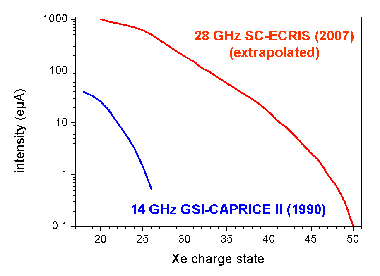 1000
100
10
1
0.1
28 GHz SC-ECRIS (2007)
(extrapolated)
14 GHz GSI-CAPRICE II (1990)
intensity (eµA)
20 25 30 35 40 45 50
Xe charge state